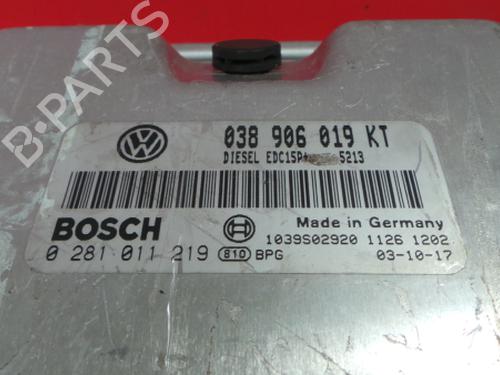 B-PARTS
038 906 019 KT
DIESEL EDC15P+ 5213
BOSCH
Made in Germany
1039S02920 1126 1202
0 281 011 219 810 BPG
03-10-17